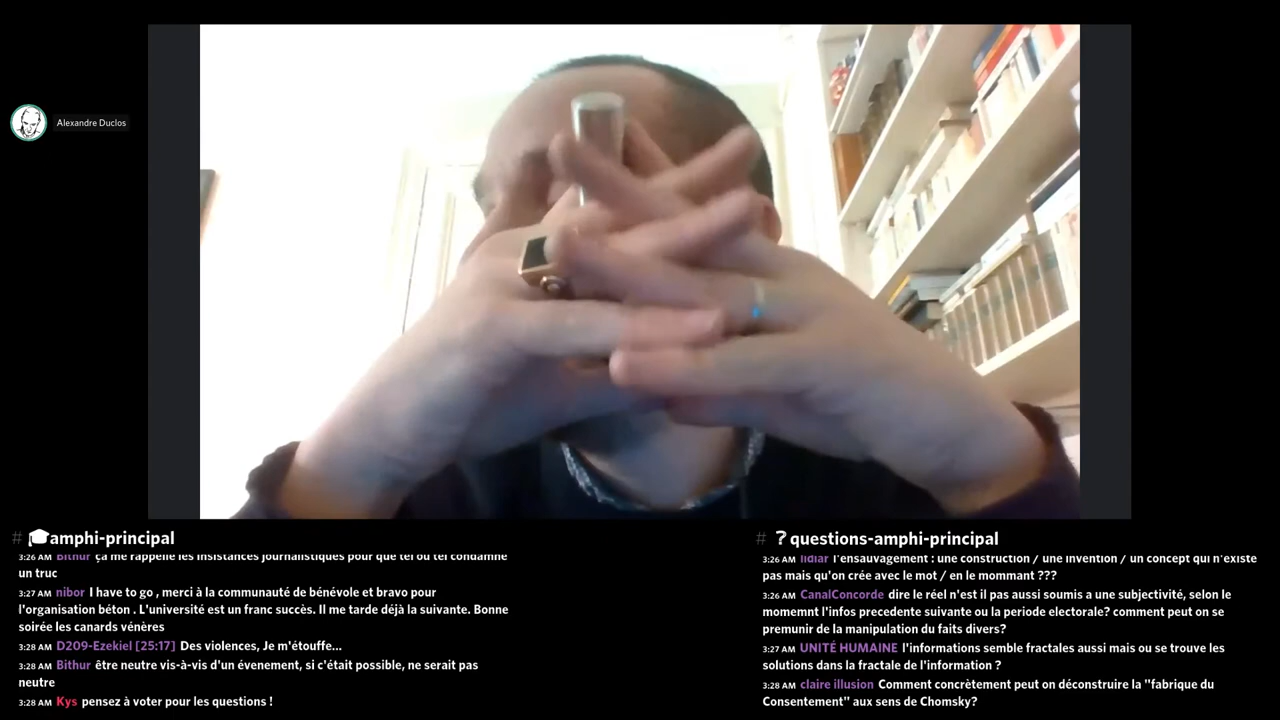 Alexandre Duclos
# 🎓amphi-principal
3:26 AM Bithur ça me rappelle les insistances journalistiques pour que tel ou tel condamne
un truc
3:27 AM nibor I have to go , merci à la communauté de bénévole et bravo pour
l'organisation béton . L'université est un franc succès. Il me tarde déjà la suivante. Bonne
soirée les canards vénères
3:28 AM D209-Ezekiel [25:17] Des violences, Je m'étouffe...
3:28 AM Bithur être neutre vis-à-vis d'un évenement, si c'était possible, ne serait pas
neutre
3:28 AM Kys pensez à voter pour les questions !
# ❔questions-amphi-principal
3:26 AM l'ensauvagement : une construction / une invention / un concept qui n'existe
pas mais qu'on crée avec le mot / en le mommant ???
3:26 AM CanalConcorde dire le réel n'est il pas aussi soumis a une subjectivité, selon le
momemnt l'infos precedente suivante ou la periode electorale? comment peut on se
premunir de la manipulation du faits divers?
3:27 AM UNITÉ HUMAINE l'informations semble fractales aussi mais ou se trouve les
solutions dans la fractale de l'information ?
3:28 AM claire illusion Comment concrètement peut on déconstruire la "fabrique du
Consentement" aux sens de Chomsky?